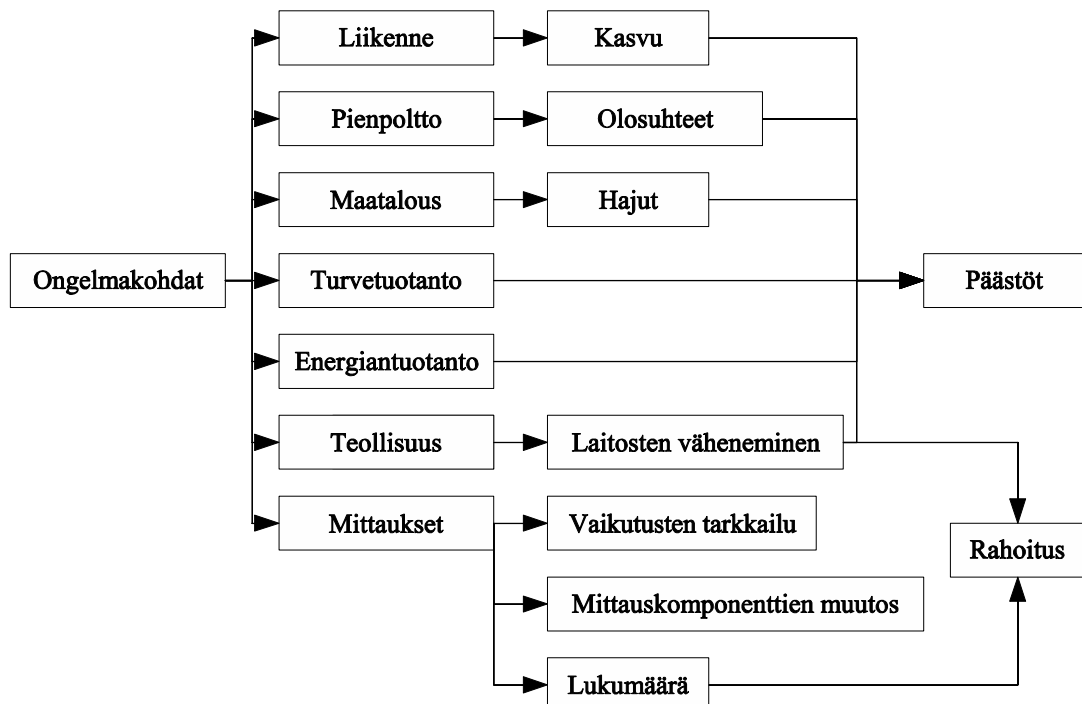 Liikenne
Kasvu
Pienpoltto
Olosuhteet
Maatalous
Hajut
Ongelmakohdat
Turvetuotanto
Päästöt
Energiantuotanto
Teollisuus
Laitosten väheneminen
Mittaukset
Vaikutusten tarkkailu
Rahoitus
Mittauskomponenttien muutos
Lukumäärä